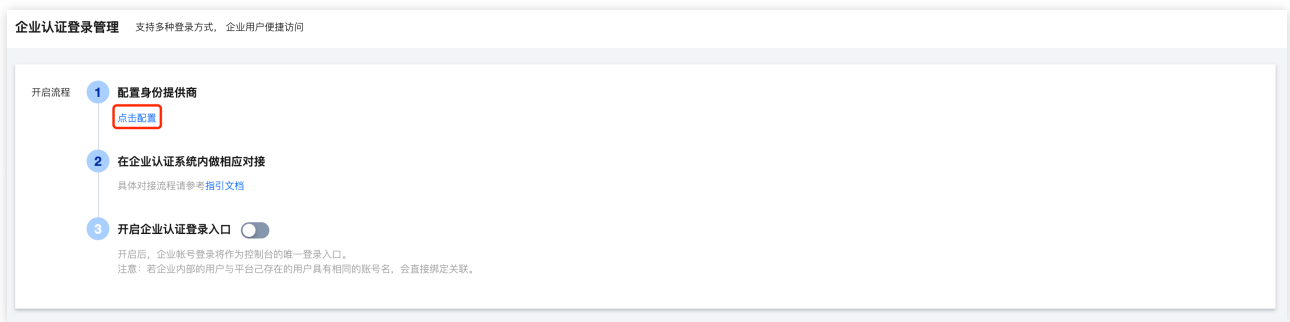 企业认证登录管理 支持多种登录方式，企业用户便捷访问
开启流程 1 配置身份提供商
点击配置
2 在企业认证系统内做相应对接
具体对接流程请参考指引文档
3 开启企业认证登录入口
开启后，企业帐号登录将作为控制台的唯一登录入口。
注意：若企业内部的用户与平台已存在的用户具有相同的账号名，会直接绑定关联。